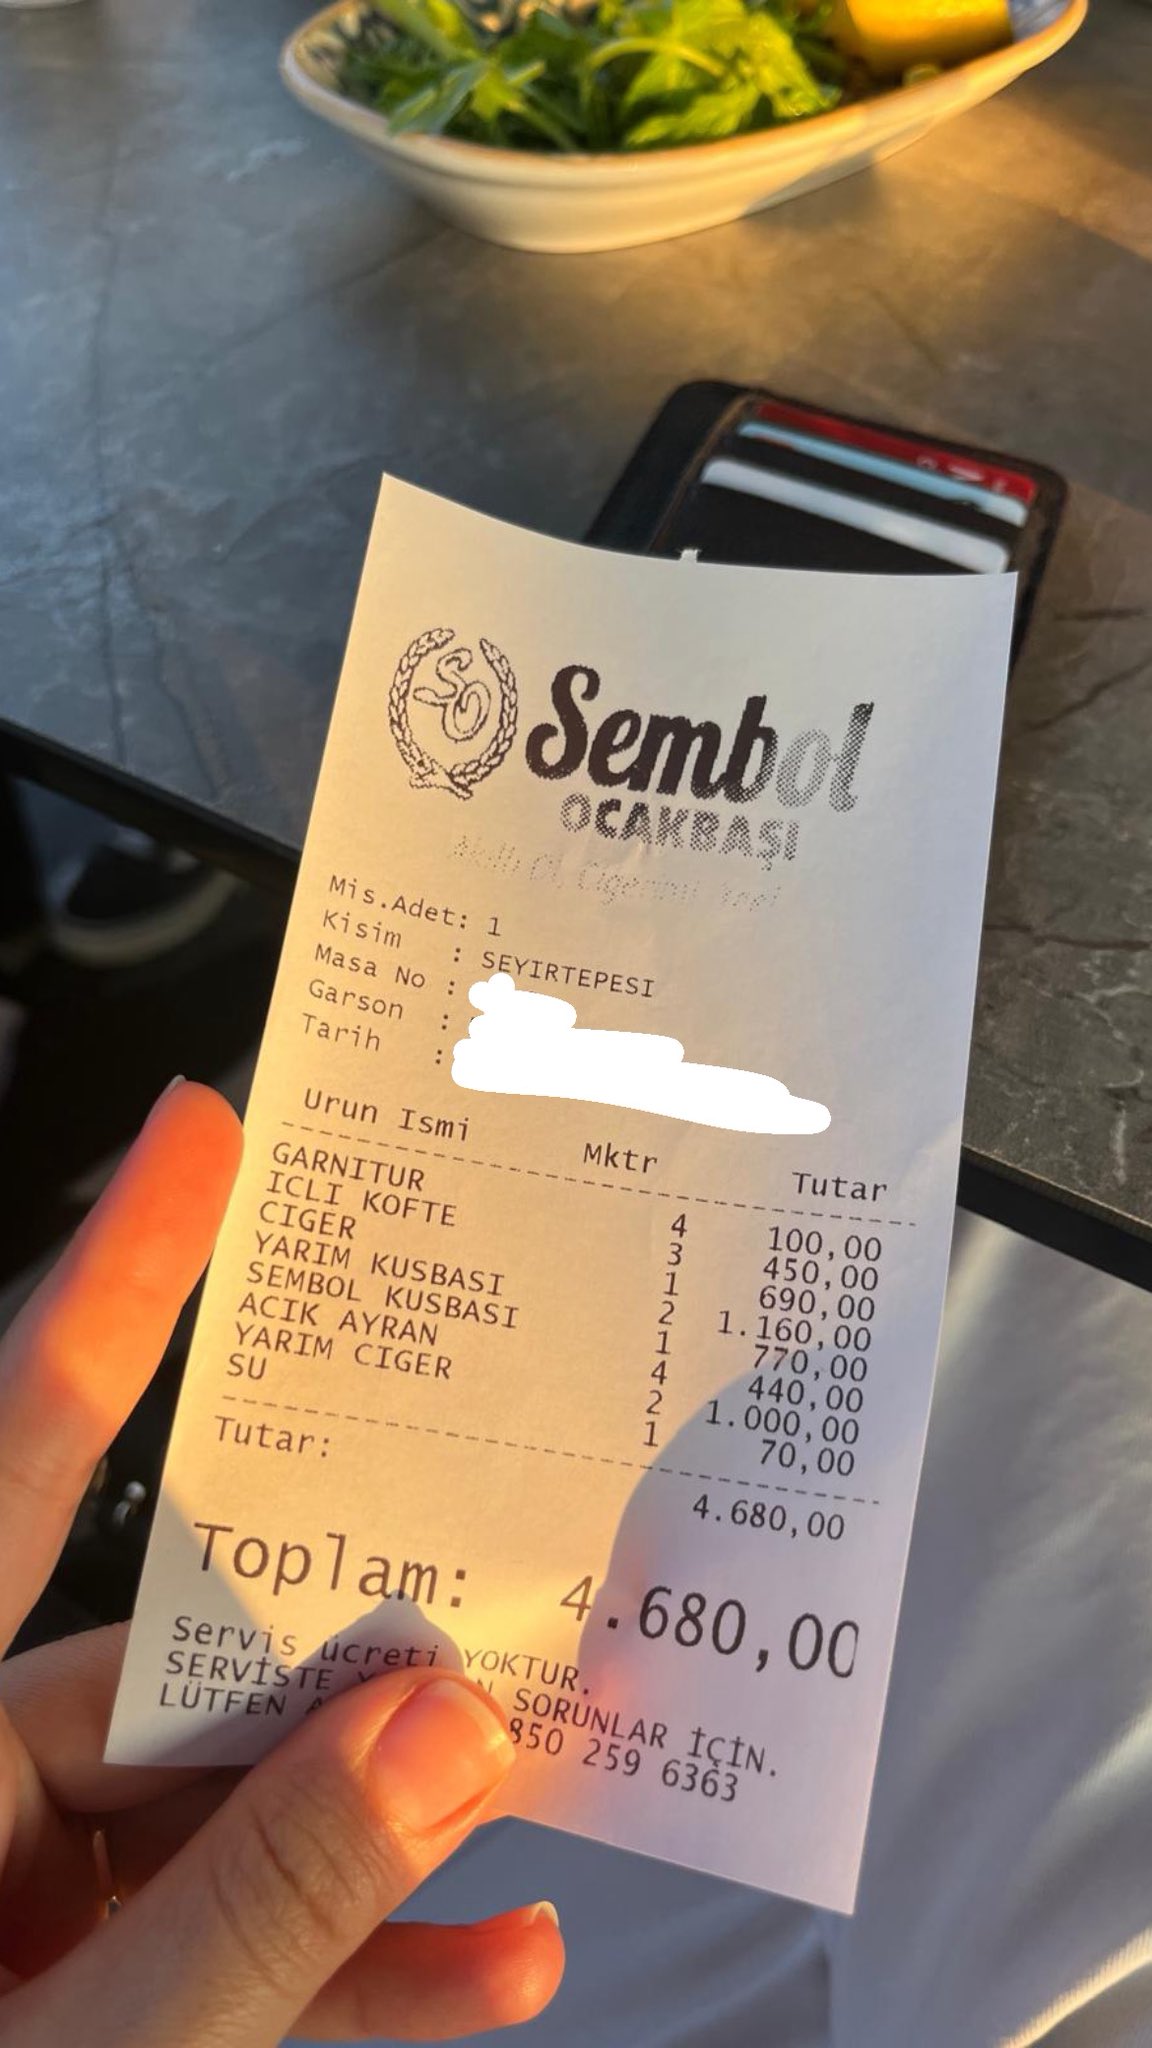 SO
Sembol
OCAKBAŞI
Mis.Adet: 1
Kisim : SEYIRTEPESI
Masa No :
Garson :
Tarih :
Urun Ismi Mktr Tutar
GARNITUR 4 100,00
ICLI KOFTE 3 450,00
CIGER 1 690,00
YARIM KUSBASI 2 1.160,00
SEMBOL KUSBASI 1 770,00
ACIK AYRAN 4 440,00
YARIM CIGER 2 1.000,00
SU 1 70,00
Tutar: 4.680,00
Toplam: 4.680,00
Servis ücreti YOKTUR.
SERVİSTE SORUNLAR İÇİN.
LÜTFEN 850 259 6363